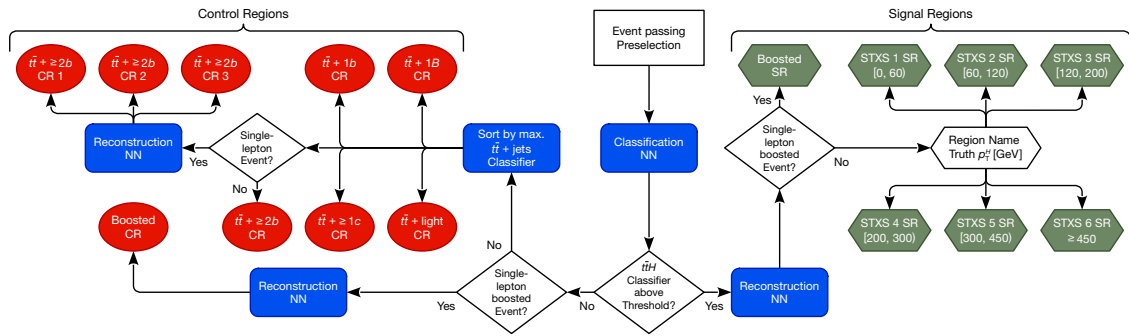 Control Regions
Signal Regions
Event passing
Preselection
tt̄ + ≥2b
CR 1
tt̄ + ≥2b
CR 2
tt̄ + ≥2b
CR 3
tt̄ + 1b
CR
tt̄ + 1B
CR
Boosted
SR
STXS 1 SR
[0, 60)
STXS 2 SR
[60, 120)
STXS 3 SR
[120, 200)
Reconstruction
NN
Yes
Single-
lepton
Event?
No
Sort by max.
tt̄ + jets
Classifier
Classification
NN
Yes
Single-
lepton
boosted
Event?
No
Region Name
Truth p_T^H [GeV]
Boosted
CR
tt̄ + ≥2b
CR
tt̄ + ≥1c
CR
tt̄ + light
CR
STXS 4 SR
[200, 300)
STXS 5 SR
[300, 450)
STXS 6 SR
≥ 450
No
Reconstruction
NN
Yes
Single-
lepton
boosted
Event?
No
tt̄H
Classifier
above
Threshold?
Yes
Reconstruction
NN